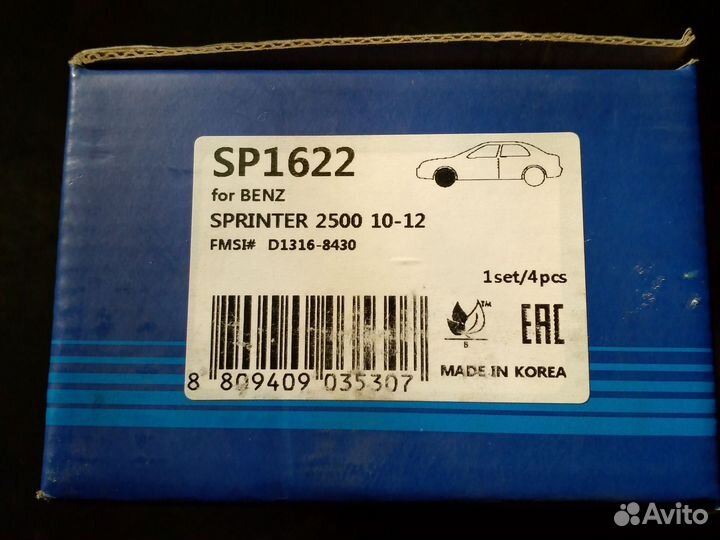 SP1622
for BENZ
SPRINTER 2500 10-12
FMSI# D1316-8430
1set/4pcs
TM
B
EAC
8 809409 035307
MADE IN KOREA
Avito